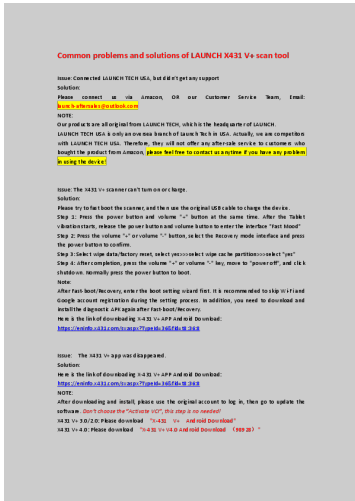 Common problems and solutions of LAUNCH X431 V+ scan tool
Issue: Connected LAUNCH TECH USA, but didn't get any support
Solution:
Please connect us via Amazon, OR our Customer Service Team, Email:
launch-aftersales@outlook.com
NOTE:
Our products are all original from LAUNCH TECH, which is the headquarter of LAUNCH.
LAUNCH TECH USA is only an oversea branch of Launch Tech in USA. Actually, we are competitors
with LAUNCH TECH USA. Therefore, they will not offer any after-sale service to customers who
bought the product from Amazon, please feel free to contact us anytime if you have any problem
in using the device!
Issue: The X431 V+ scanner can't turn on or charge.
Solution:
Please try to fast boot the scanner, and then use the original USB cable to charge the device.
Step 1: Press the power button and volume "+" button at the same time. After the Tablet
vibration starts, release the power button and volume button to enter the interface "Fast Mood"
Step 2: Press the volume "+" or volume "-" button, select the Recovery mode interface and press
the power button to confirm.
Step 3: Select wipe data/factory reset, select yes>>>select wipe cache partition>>>select "yes"
Step 4: After completion, press the volume "+" or volume "-" key, move to "power off", and click
shutdown. Normally press the power button to boot.
Note:
After fast-boot/Recovery, enter the boot setting wizard first. It is recommended to skip Wi-Fi and
Google account registration during the setting process. In addition, you need to download and
install the diagnostic APK again after fast-boot/Recovery.
Here is the link of downloading X-431 V+ APP Android Download:
Issue: The X431 V+ app was disappeared.
Solution:
Here is the link of downloading X-431 V+ APP Android Download:
NOTE:
After downloading and install, please use the original account to log in, then go to update the
software. Don't choose the "Activate VCI", this step is no needed!
X431 V+ 3.0/2.0: Please download "X-431 V+ Android Download"
X431 V+ 4.0: Please download "X-431 V+ V4.0 Android Download (98928) "